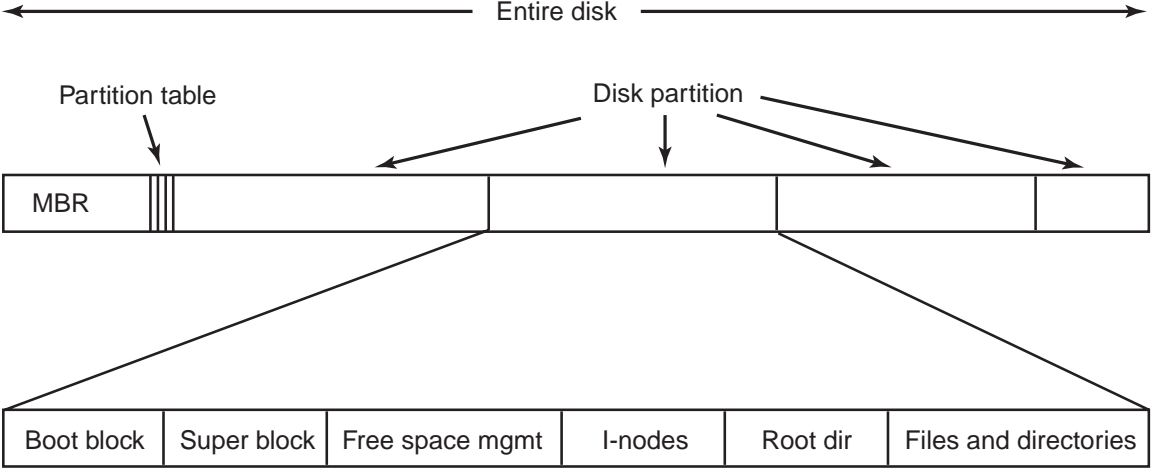 Entire disk
Partition table
Disk partition
MBR
Boot block
Super block
Free space mgmt
I-nodes
Root dir
Files and directories